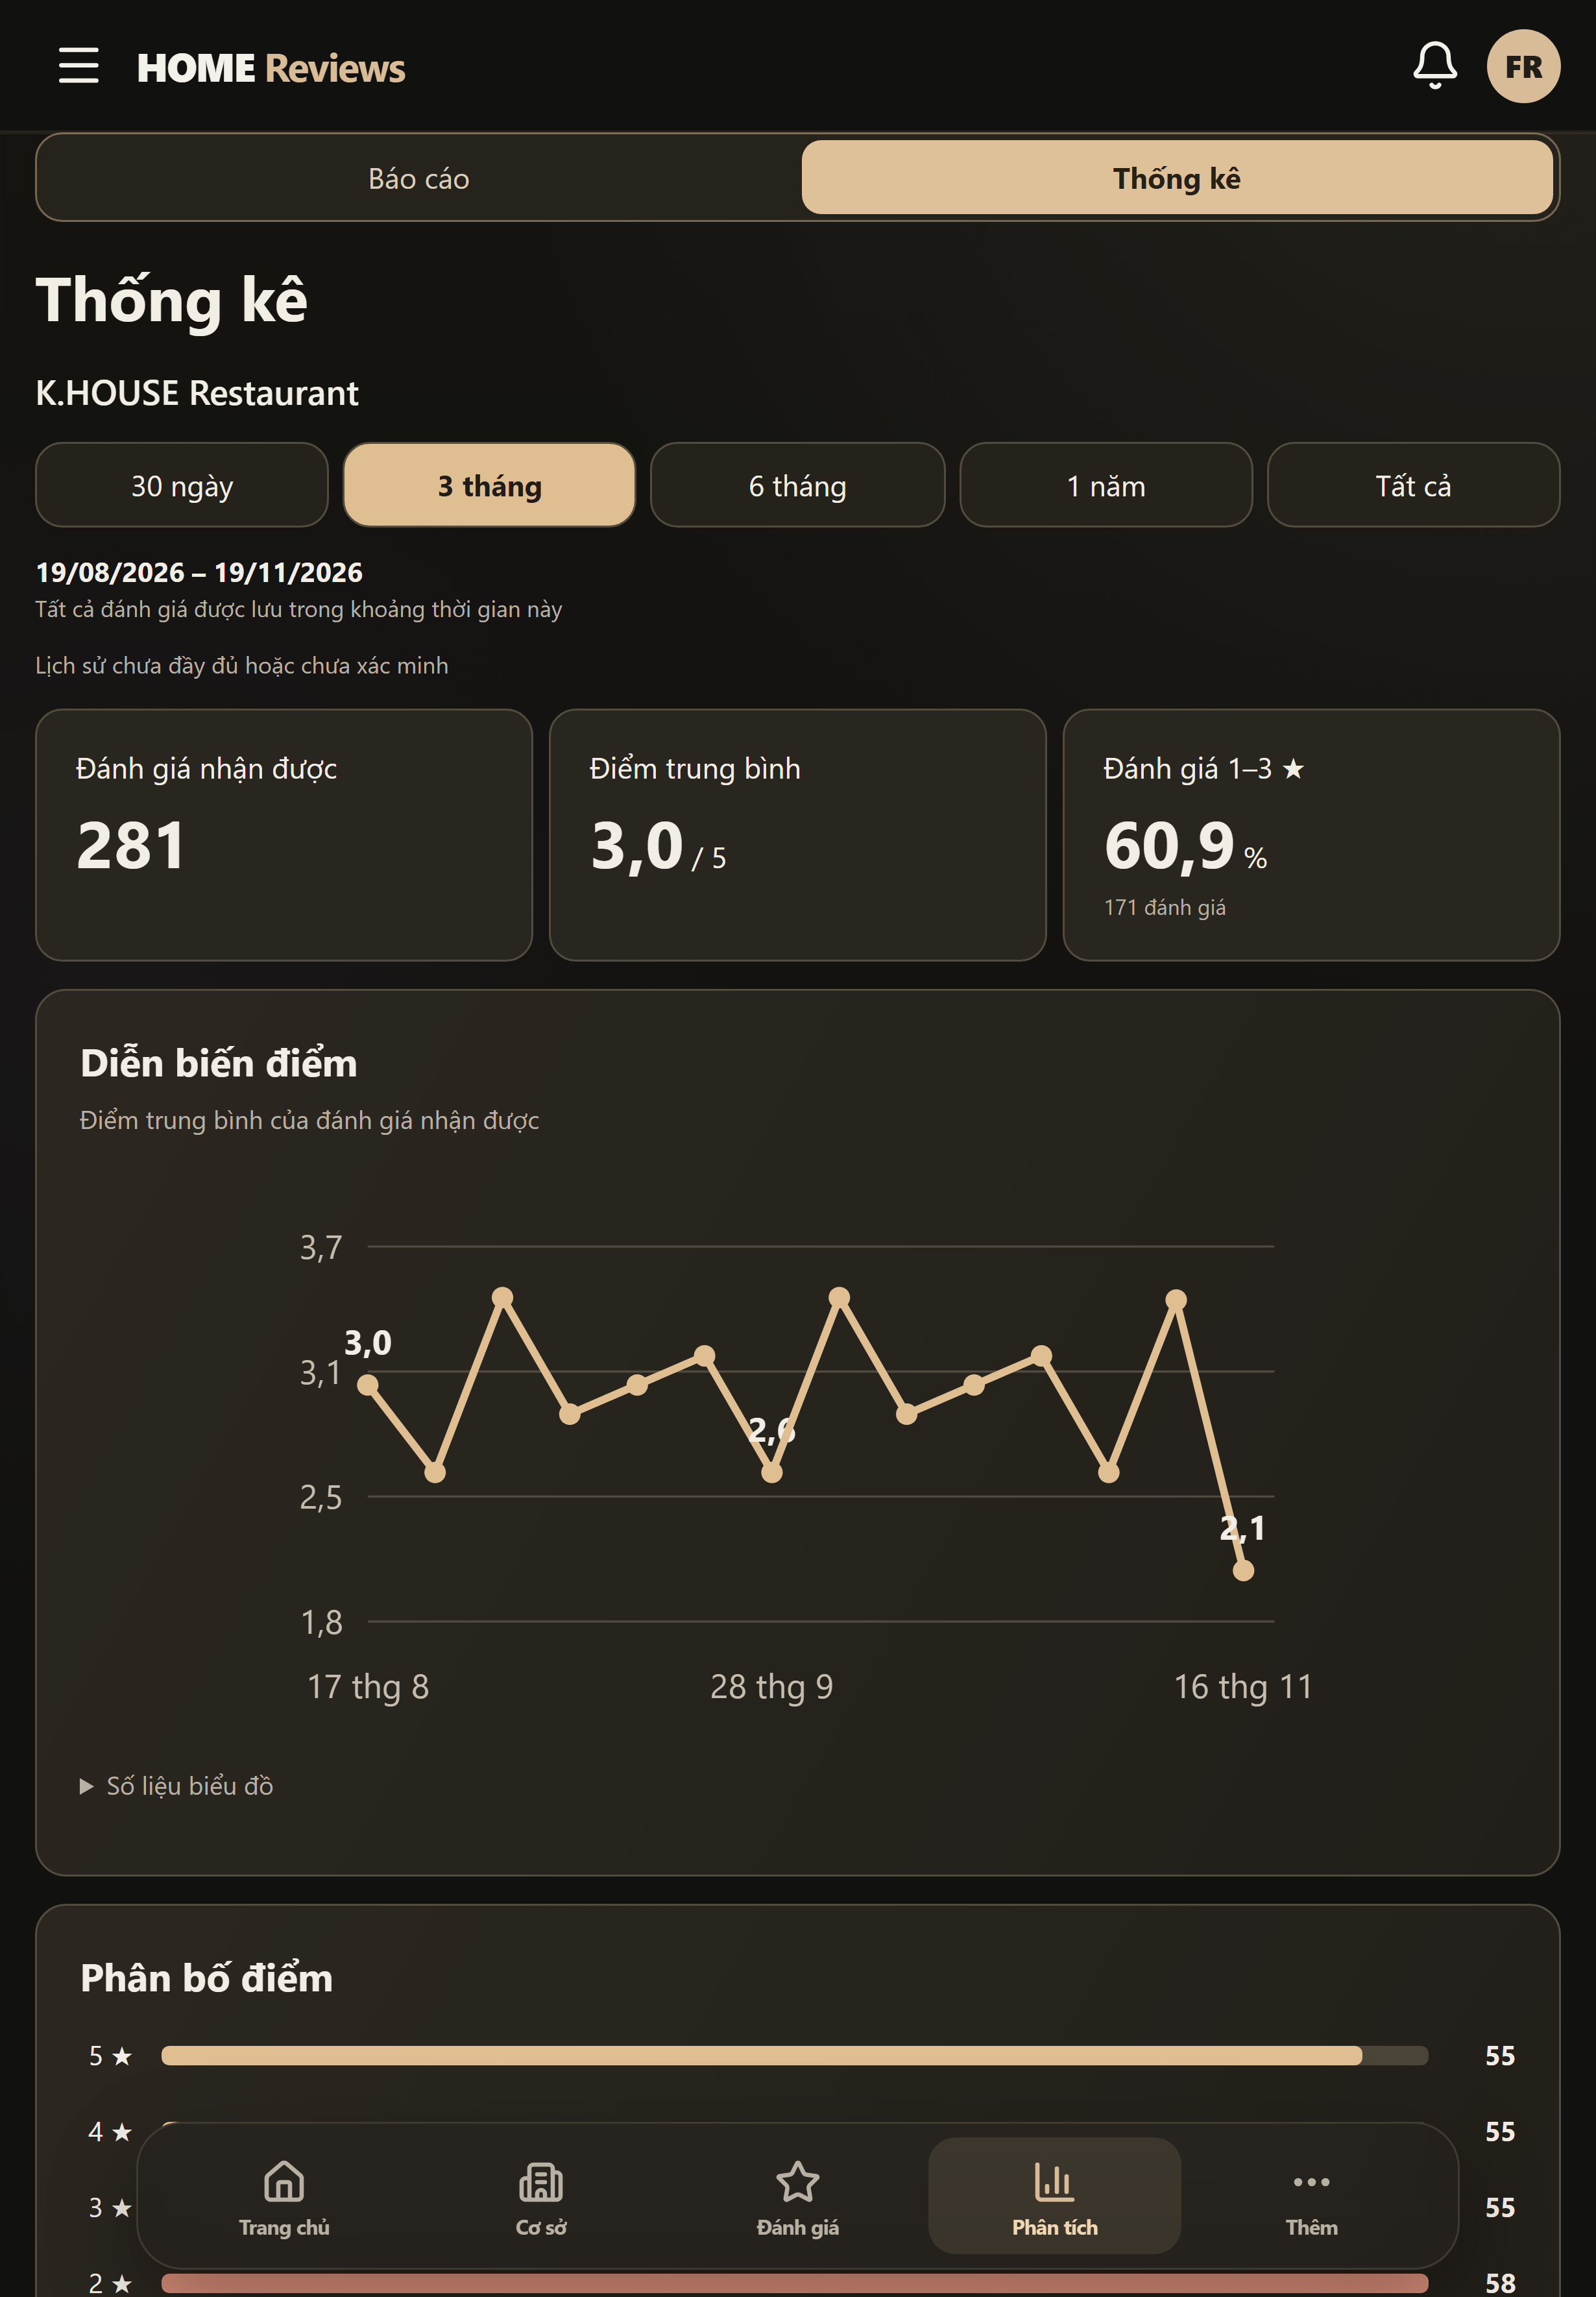 HOME Reviews
FR
Báo cáo
Thống kê
Thống kê
K.HOUSE Restaurant
30 ngày
3 tháng
6 tháng
1 năm
Tất cả
19/08/2026 – 19/11/2026
Tất cả đánh giá được lưu trong khoảng thời gian này
Lịch sử chưa đầy đủ hoặc chưa xác minh
Đánh giá nhận được
281
Điểm trung bình
3,0 / 5
Đánh giá 1–3 ★
60,9 %
171 đánh giá
Diễn biến điểm
Điểm trung bình của đánh giá nhận được
3,7
3,0
3,1
2,6
2,5
2,1
1,8
17 thg 8
28 thg 9
16 thg 11
▶ Số liệu biểu đồ
Phân bố điểm
5 ★ 55
4 ★ 55
3 ★ 55
Trang chủ
Cơ sở
Đánh giá
Phân tích
Thêm
2 ★ 58